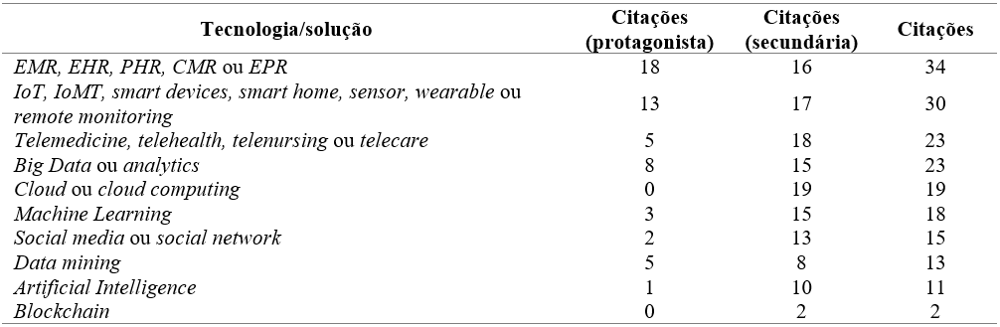 Tecnologia/solução Citações (protagonista) Citações (secundária) Citações
EMR, EHR, PHR, CMR ou EPR 18 16 34
IoT, IoMT, smart devices, smart home, sensor, wearable ou
remote monitoring 13 17 30
Telemedicine, telehealth, telenursing ou telecare 5 18 23
Big Data ou analytics 8 15 23
Cloud ou cloud computing 0 19 19
Machine Learning 3 15 18
Social media ou social network 2 13 15
Data mining 5 8 13
Artificial Intelligence 1 10 11
Blockchain 0 2 2